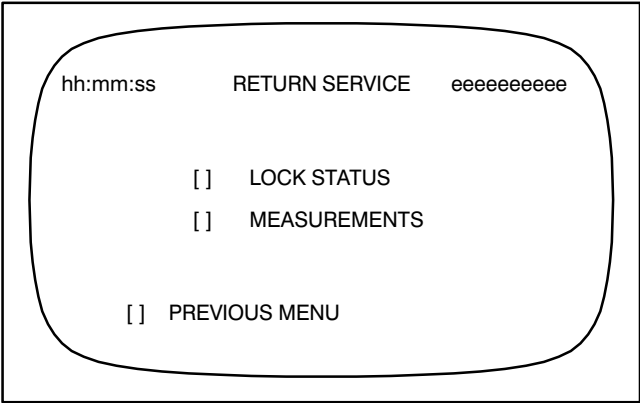 hh:mm:ss RETURN SERVICE eeeeeeeeee
[ ] LOCK STATUS
[ ] MEASUREMENTS
[ ] PREVIOUS MENU